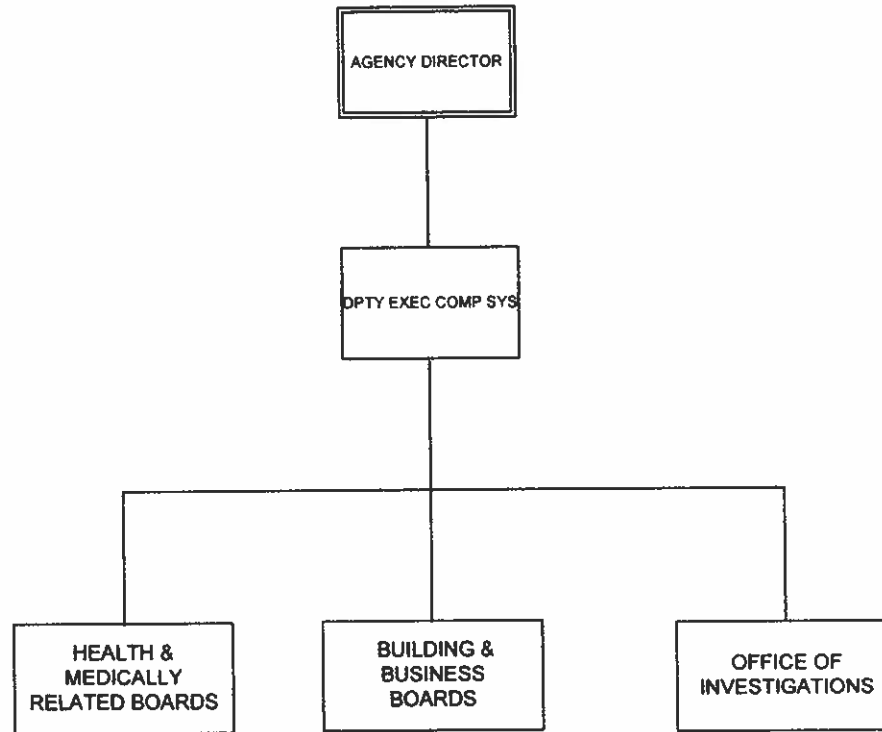 AGENCY DIRECTOR
DPTY EXEC COMP SYS
HEALTH &
MEDICALLY
RELATED BOARDS
BUILDING &
BUSINESS
BOARDS
OFFICE OF
INVESTIGATIONS